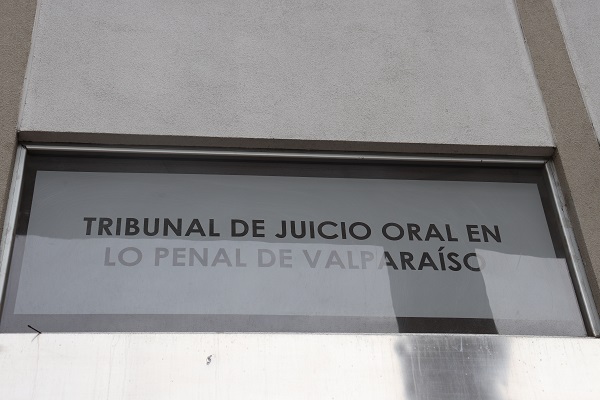 TRIBUNAL DE JUICIO ORAL EN
LO PENAL DE VALPARAÍSO